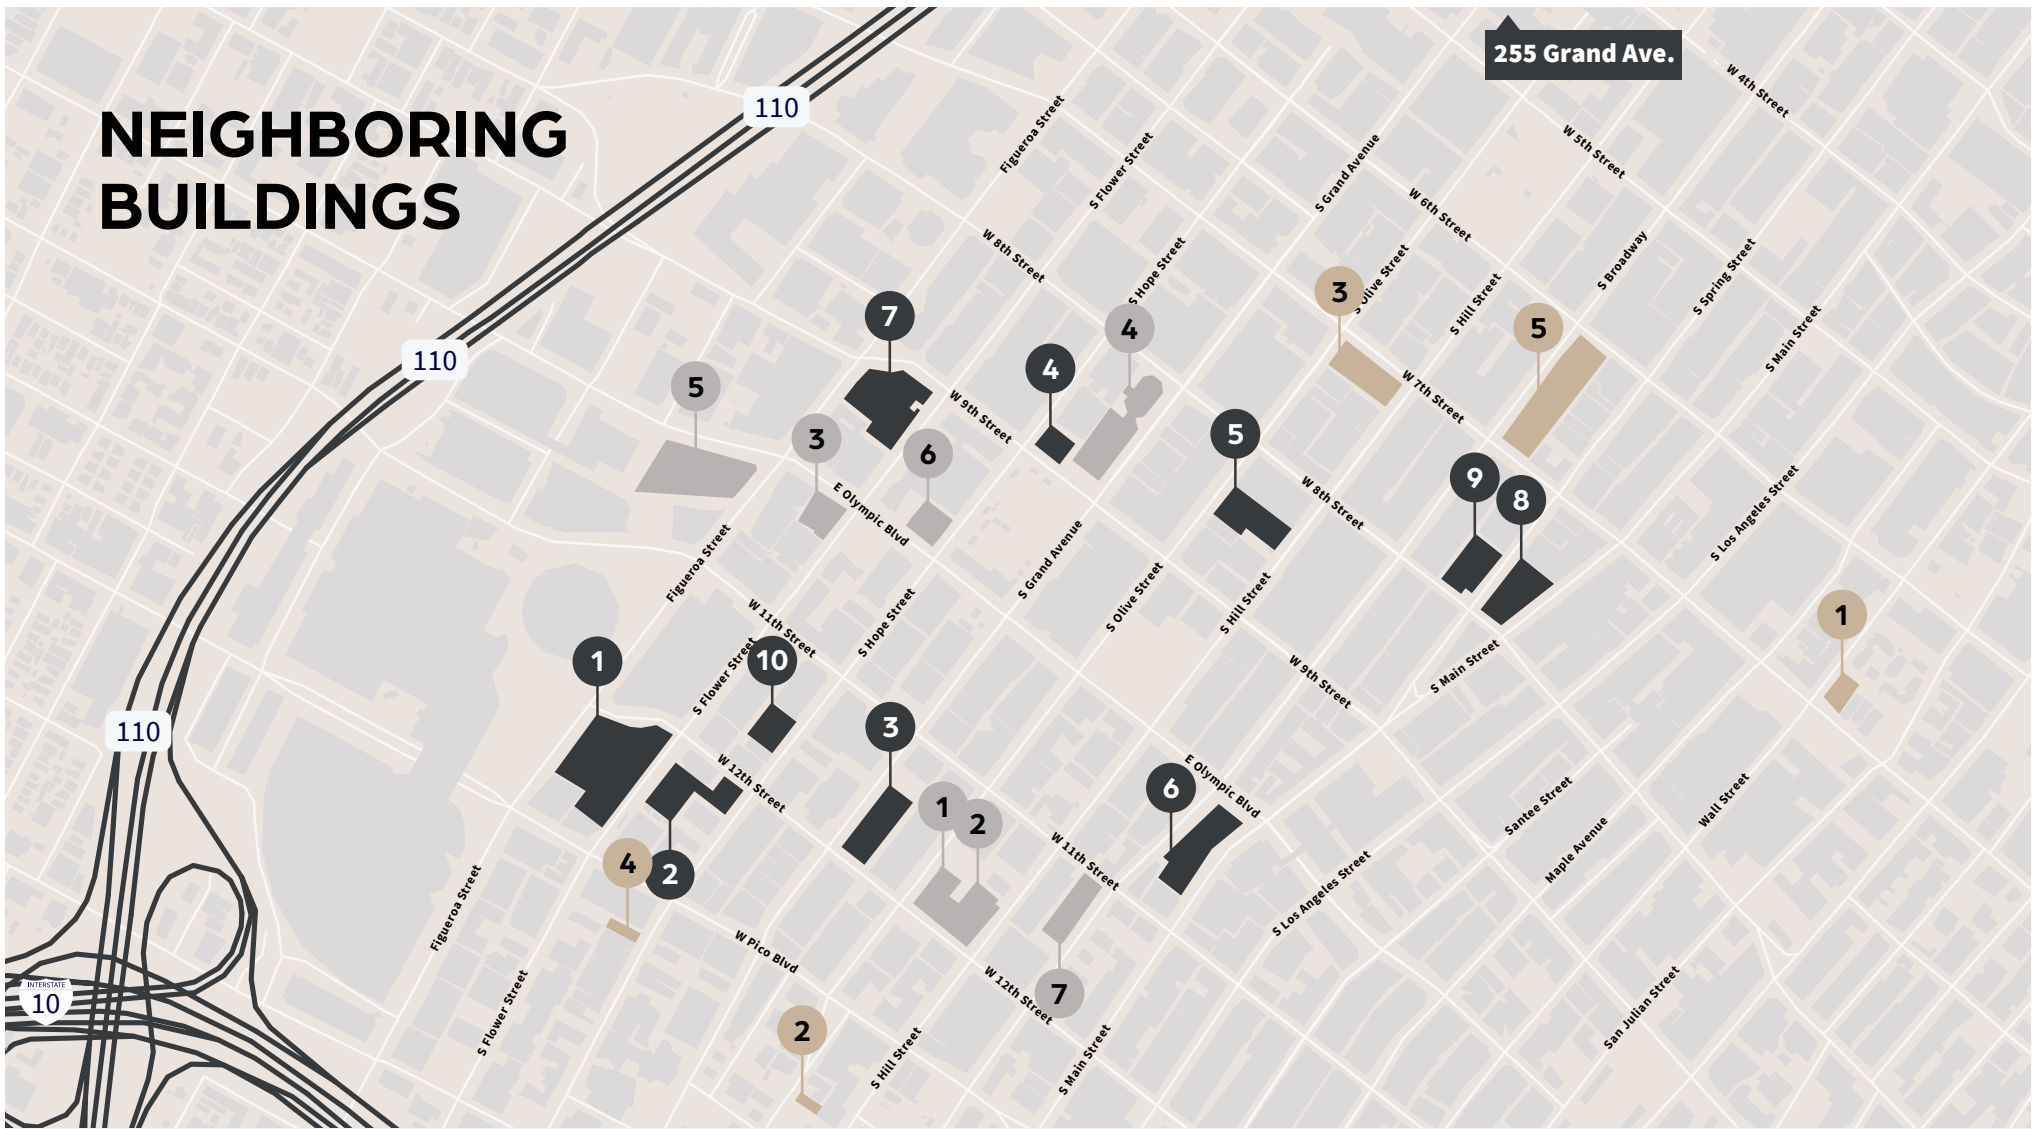 255 Grand Ave.
W 4th Street
NEIGHBORING
BUILDINGS
110
Figueroa Street
S Flower Street
S Grand Avenue
W 5th Street
W 6th Street
W 8th Street
S Hope Street
S Olive Street
S Hill Street
S Broadway
S Spring Street
S Main Street
3
7
4
5
110
4
5
W 9th Street
W 7th Street
3
6
5
9
8
E Olympic Blvd
W 8th Street
S Los Angeles Street
Figueroa Street
S Grand Avenue
S Olive Street
S Hill Street
S Hope Street
W 11th Street
1
1
10
S Flower Street
W 9th Street
S Main Street
110
3
W 12th Street
6
E Olympic Blvd
1
2
Santee Street
Wall Street
Maple Avenue
4
2
W 11th Street
S Los Angeles Street
Figueroa Street
W Pico Blvd
S Flower Street
INTERSTATE
10
2
W 12th Street
7
S Hill Street
S Main Street
San Julian Street